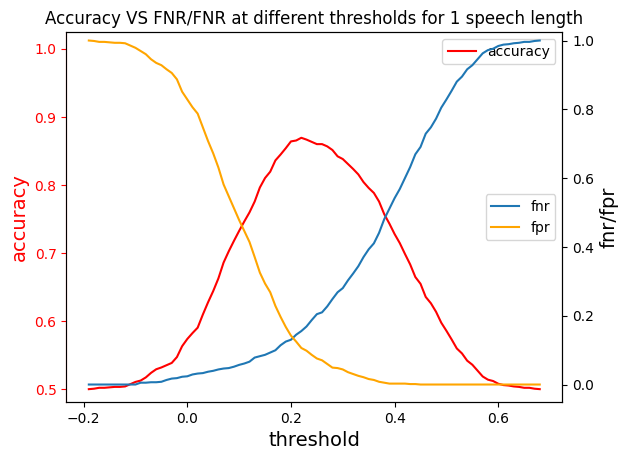 Accuracy VS FNR/FNR at different thresholds for 1 speech length
accuracy
1.0
0.9
0.8
0.7
0.6
0.5
accuracy
fnr
fpr
1.0
0.8
0.6
0.4
0.2
0.0
fnr/fpr
−0.2
0.0
0.2
0.4
0.6
threshold